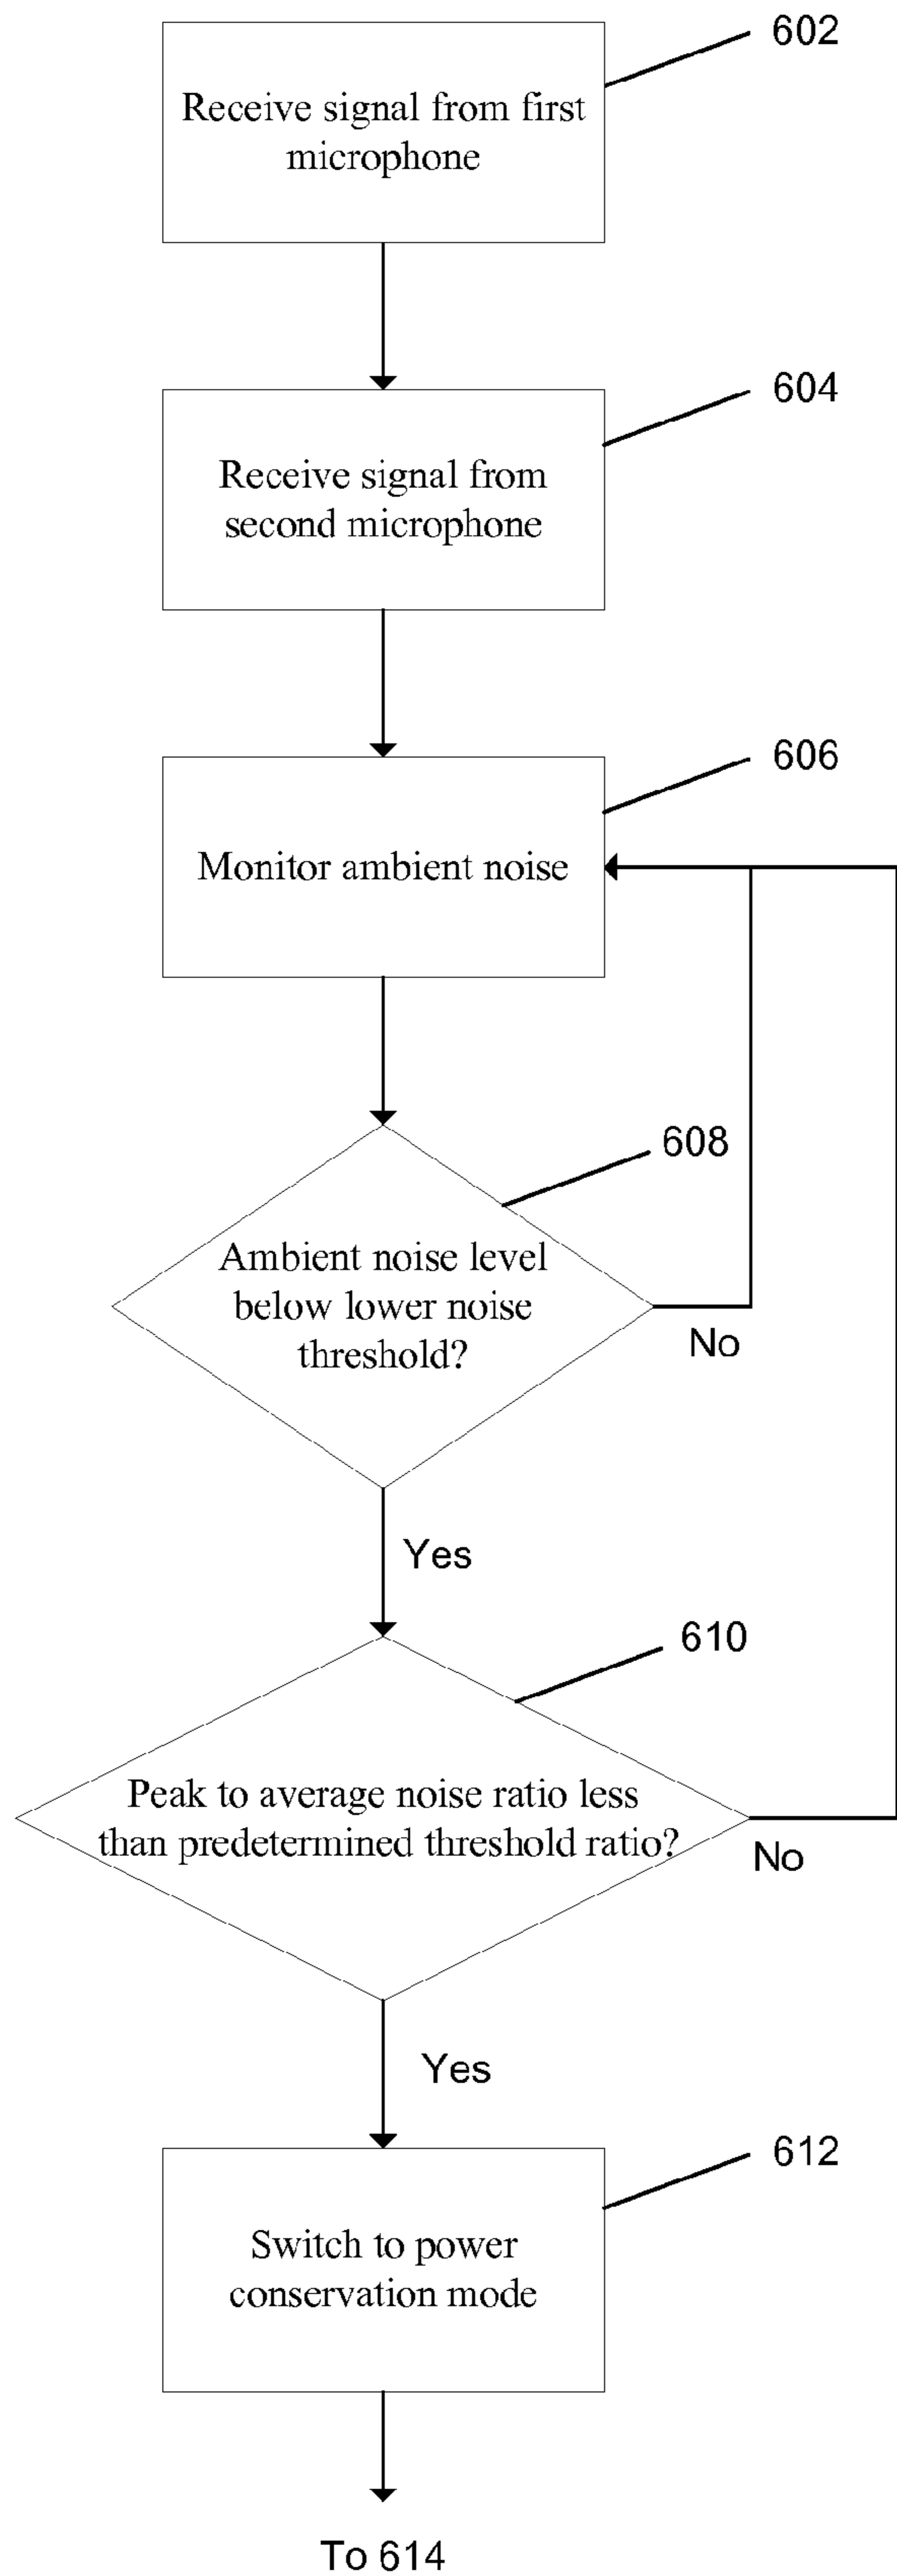 602
Receive signal from first
microphone
604
Receive signal from
second microphone
606
Monitor ambient noise
608
Ambient noise level
below lower noise
threshold?
No
Yes
610
Peak to average noise ratio less
than predetermined threshold ratio?
No
Yes
612
Switch to power
conservation mode
To 614